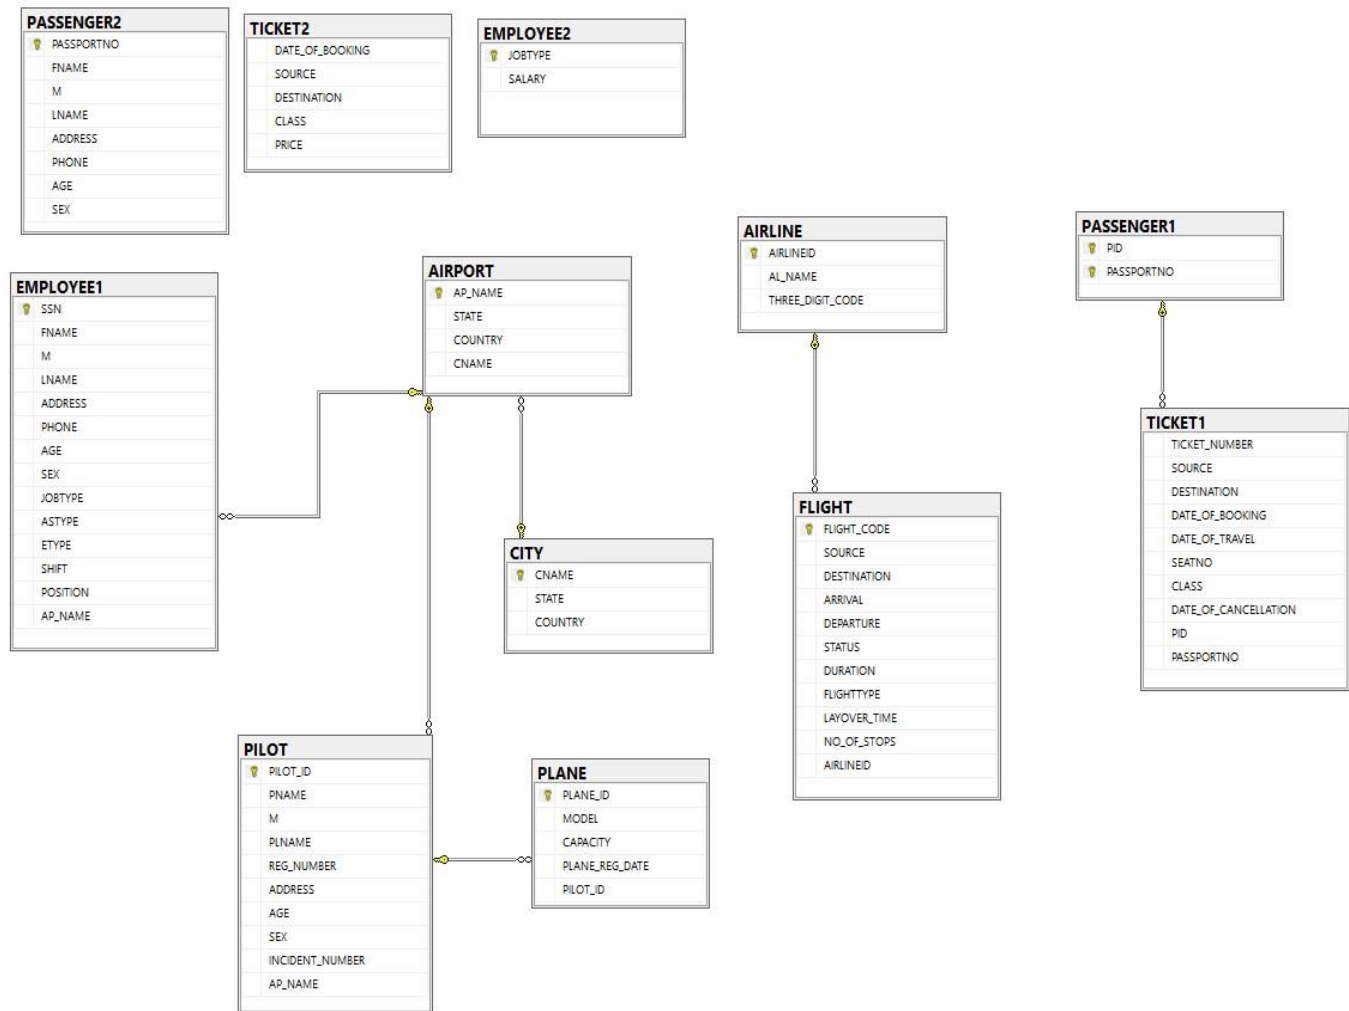 PASSENGER2
PASSPORTNO
FNAME
M
LNAME
ADDRESS
PHONE
AGE
SEX
TICKET2
DATE_OF_BOOKING
SOURCE
DESTINATION
CLASS
PRICE
EMPLOYEE2
JOBTYPE
SALARY
EMPLOYEE1
SSN
FNAME
M
LNAME
ADDRESS
PHONE
AGE
SEX
JOBTYPE
ASTYPE
ETYPE
SHIFT
POSITION
AP_NAME
AIRPORT
AP_NAME
STATE
COUNTRY
CNAME
AIRLINE
AIRLINEID
AL_NAME
THREE_DIGIT_CODE
PASSENGER1
PID
PASSPORTNO
TICKET1
TICKET_NUMBER
SOURCE
DESTINATION
DATE_OF_BOOKING
DATE_OF_TRAVEL
SEATNO
CLASS
DATE_OF_CANCELLATION
PID
PASSPORTNO
FLIGHT
FLIGHT_CODE
SOURCE
DESTINATION
ARRIVAL
DEPARTURE
STATUS
DURATION
FLIGHTTYPE
LAYOVER_TIME
NO_OF_STOPS
AIRLINEID
CITY
CNAME
STATE
COUNTRY
PILOT
PILOT_ID
PNAME
M
PLNAME
REG_NUMBER
ADDRESS
AGE
SEX
INCIDENT_NUMBER
AP_NAME
PLANE
PLANE_ID
MODEL
CAPACITY
PLANE_REG_DATE
PILOT_ID